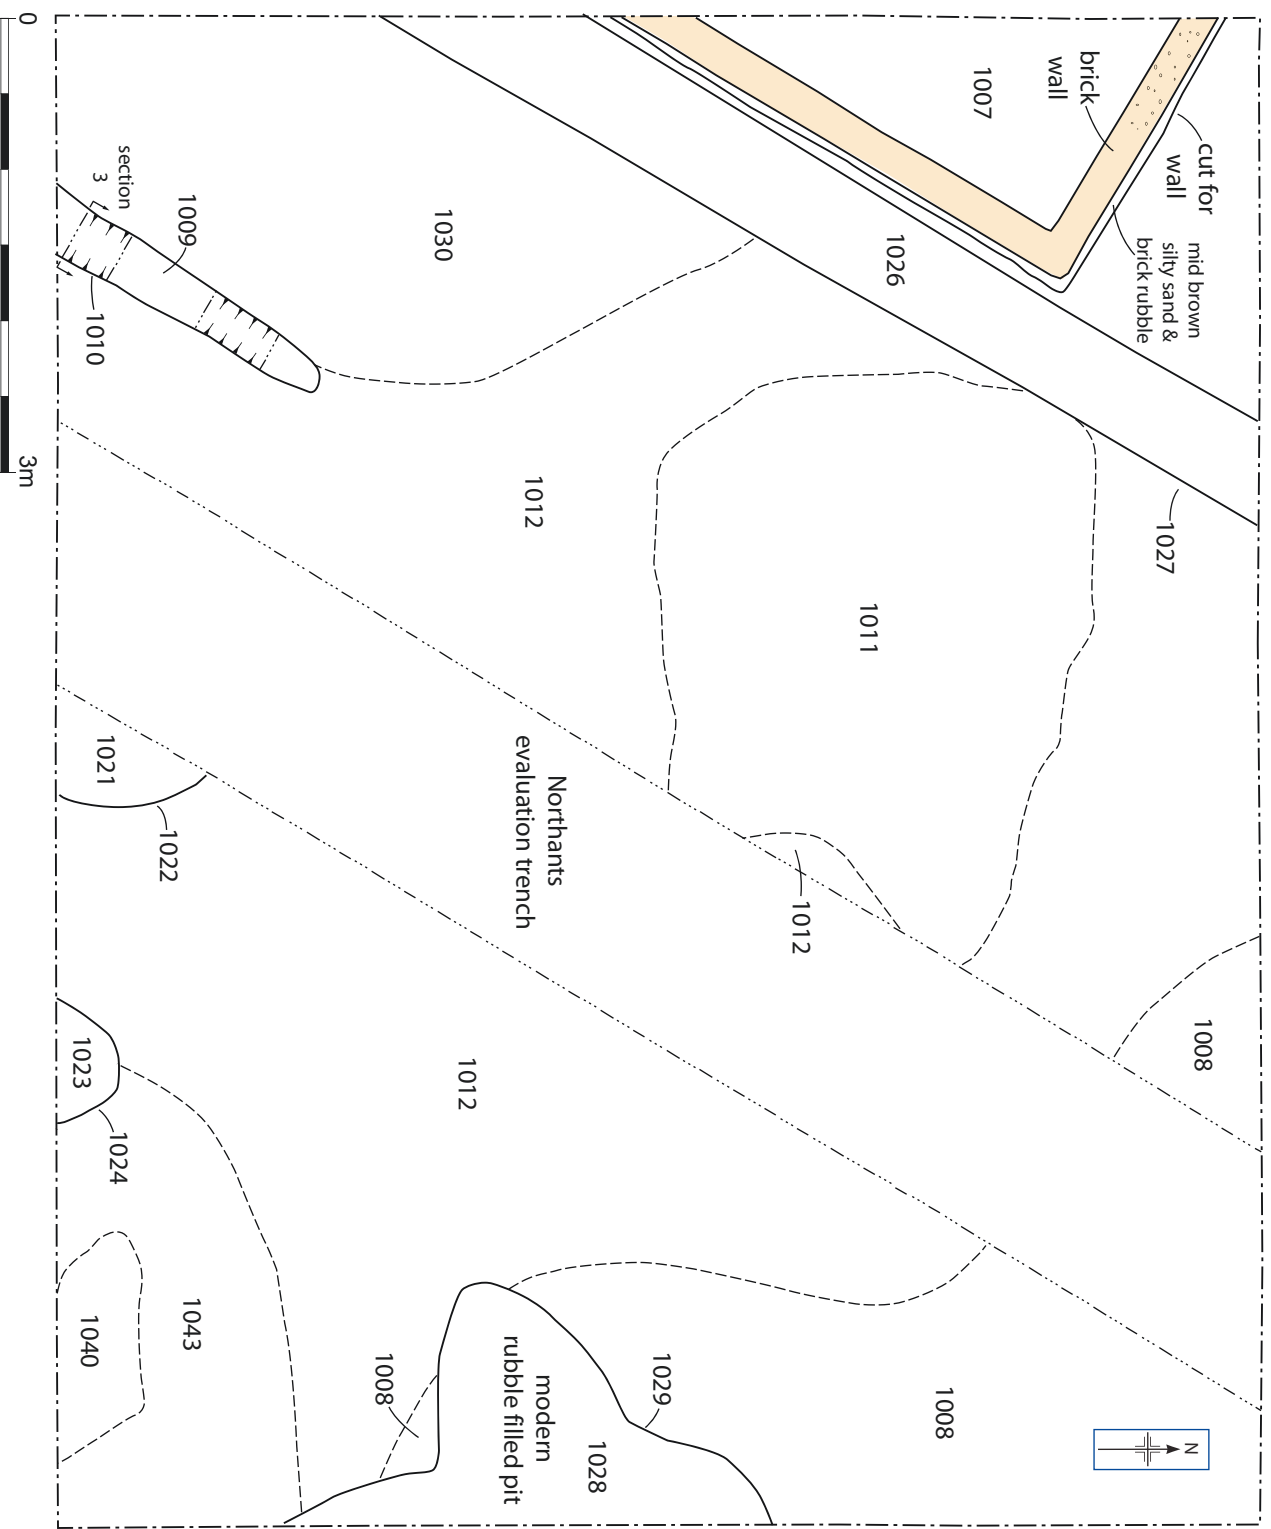 N
1008
1027
cut for
wall
mid brown
silty sand &
brick rubble
brick
wall
1007
1026
1011
1012
1008
1029
1028
modern
rubble filled pit
1008
Northants
evaluation trench
1012
1012
1030
1009
section
3
1010
1021
1022
1023
1024
1043
1040
0
3m